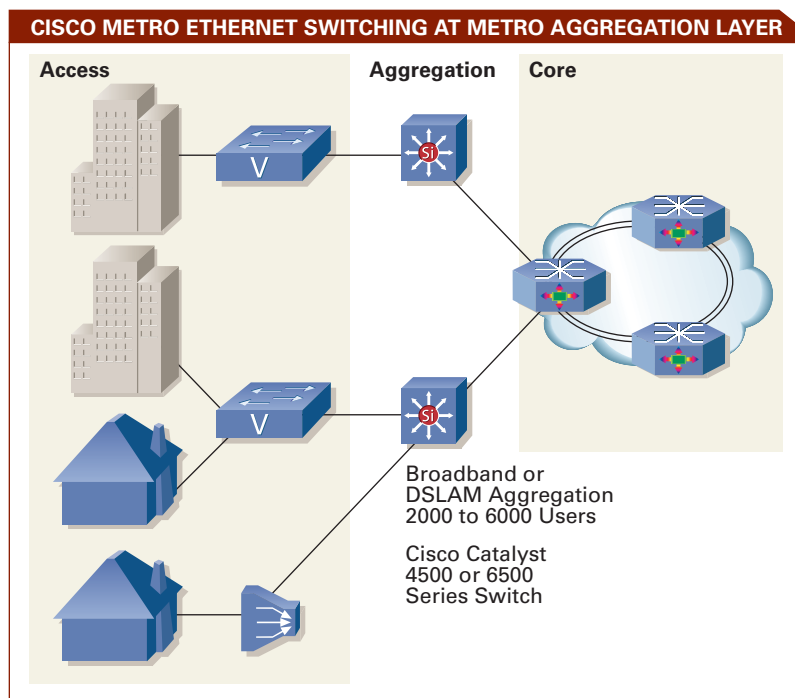 CISCO METRO ETHERNET SWITCHING AT METRO AGGREGATION LAYER
Access
Aggregation
Core
V
Si
V
Si
Broadband or
DSLAM Aggregation
2000 to 6000 Users
Cisco Catalyst
4500 or 6500
Series Switch